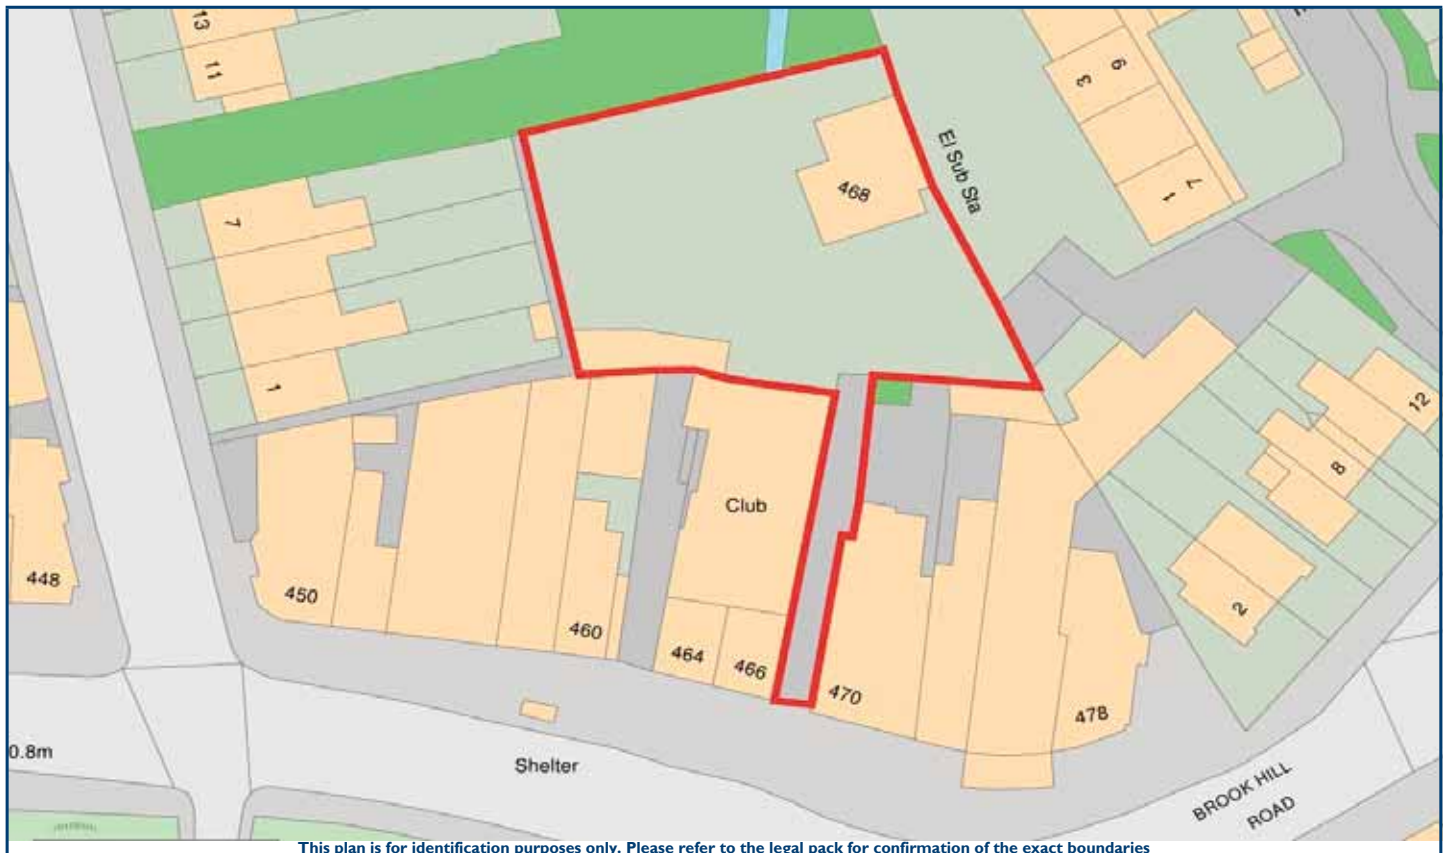 13
11
3
9
El Sub Sta
468
1
7
7
1
12
8
2
Club
448
450
460
464
466
470
478
0.8m
Shelter
BROOK HILL
ROAD
This plan is for identification purposes only. Please refer to the legal pack for confirmation of the exact boundaries